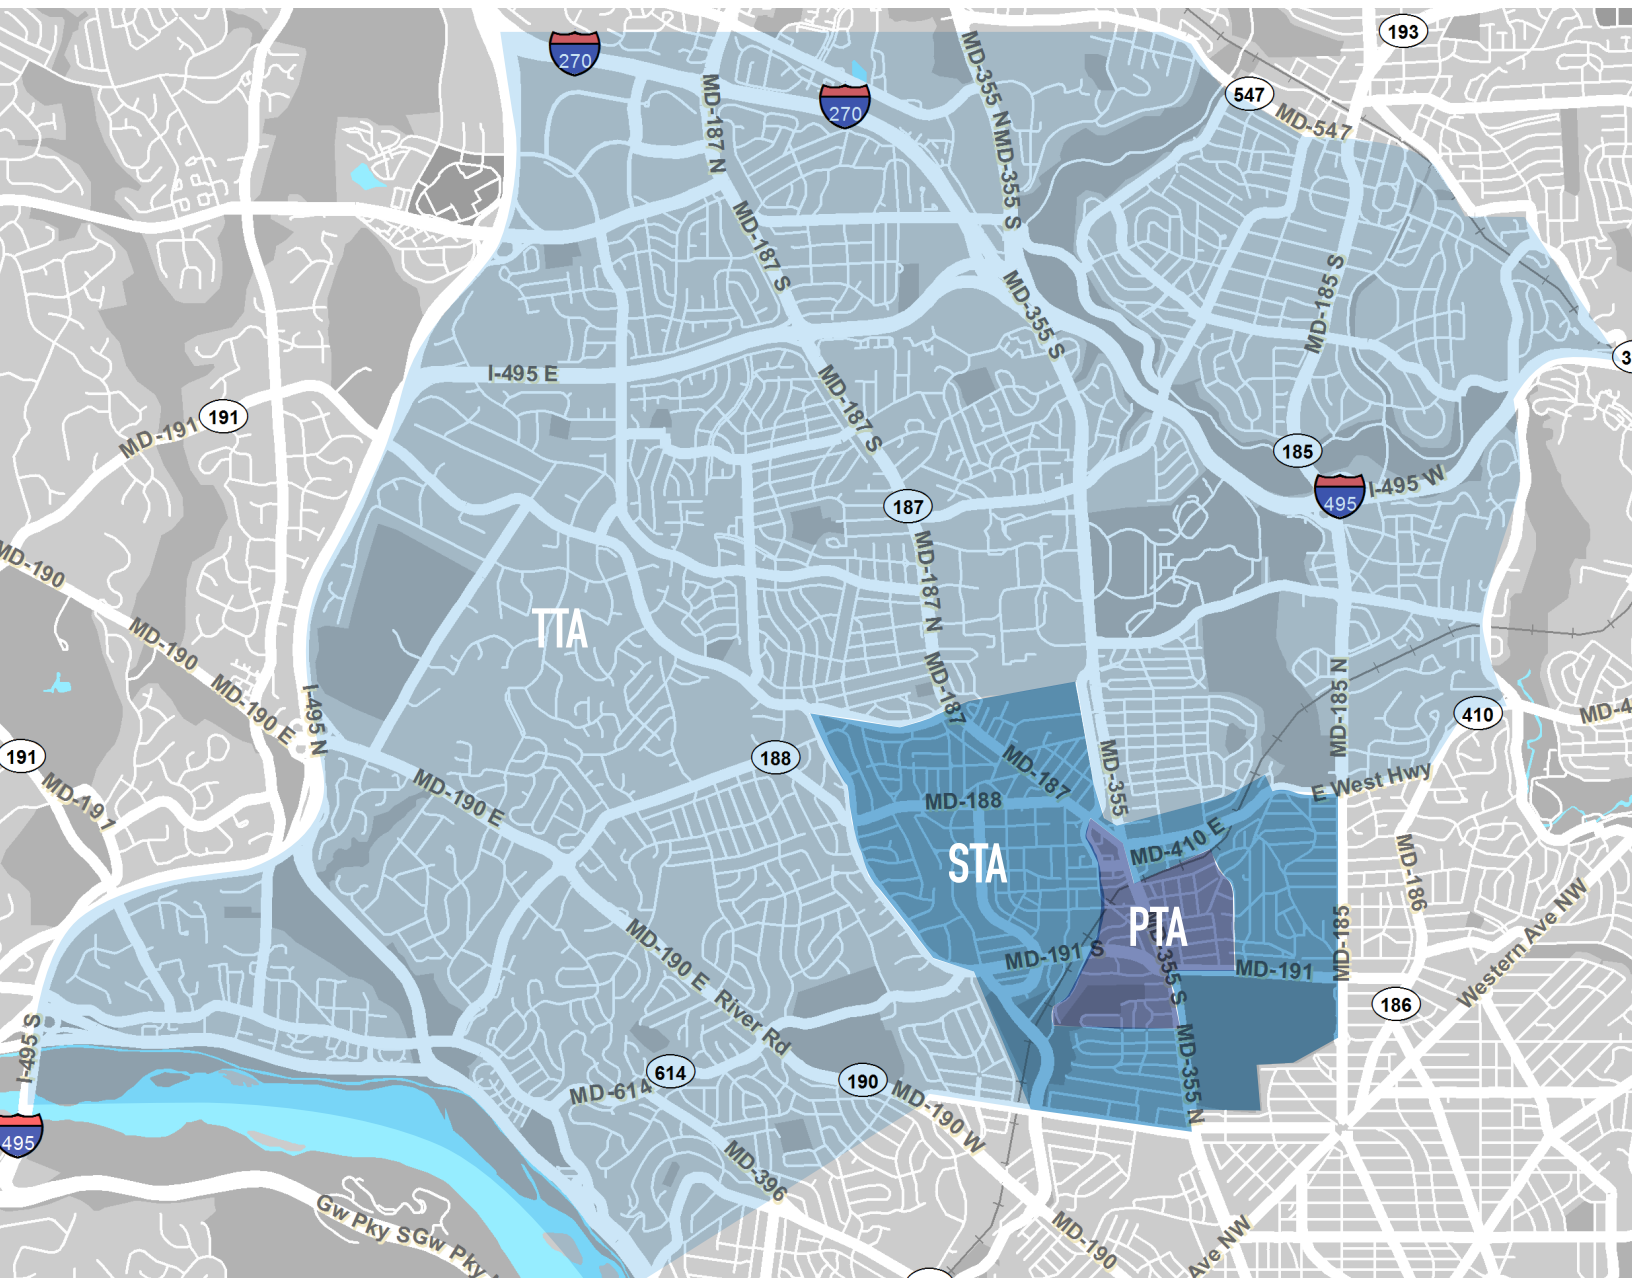 193
270
MD-355 N
MD-187 N
270
547
MD-547
MD-355 S
MD-187 S
MD-185 S
MD-355 S
3
I-495 E
MD-187 S
191
MD-191
185
I-495 W
495
187
MD-190
MD-187 N
TTA
MD-190
MD-190 E
I-495 N
MD-187
MD-185 N
410
MD-4
191
188
MD-187
MD-355
E West Hwy
MD-191
MD-190 E
MD-188
MD-410 E
STA
MD-186
PTA
MD-185
Western Ave NW
MD-190 E
River Rd
MD-191 S
MD-355 S
MD-191
186
I-495 S
614
MD-614
190
MD-190 W
MD-355 N
495
MD-396
Gw Pky S
Gw Pky
MD-190
Ave NW